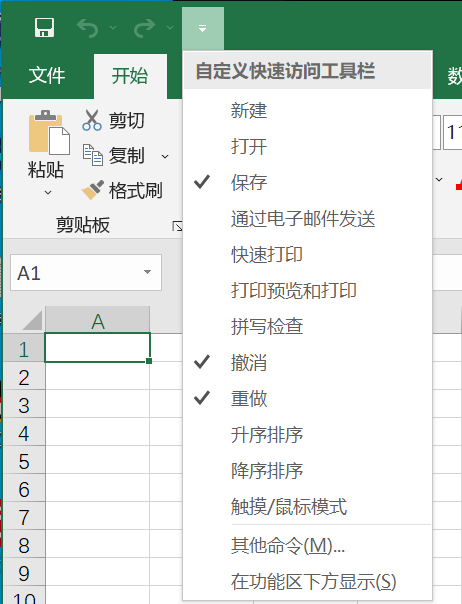 文件
开始
数
粘贴
剪切
复制
格式刷
剪贴板
11
A1
A
1
2
3
4
5
6
7
8
9
10
自定义快速访问工具栏
新建
打开
保存
通过电子邮件发送
快速打印
打印预览和打印
拼写检查
撤消
重做
升序排序
降序排序
触摸/鼠标模式
其他命令(M)...
在功能区下方显示(S)